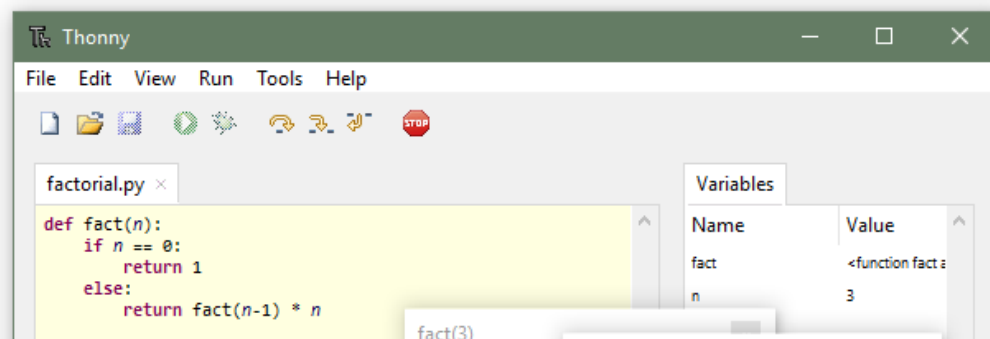 Thonny
File Edit View Run Tools Help
STOP
factorial.py
def fact(n):
    if n == 0:
        return 1
    else:
        return fact(n-1) * n
Variables
Name Value
fact <function fact a
n 3
fact(3)